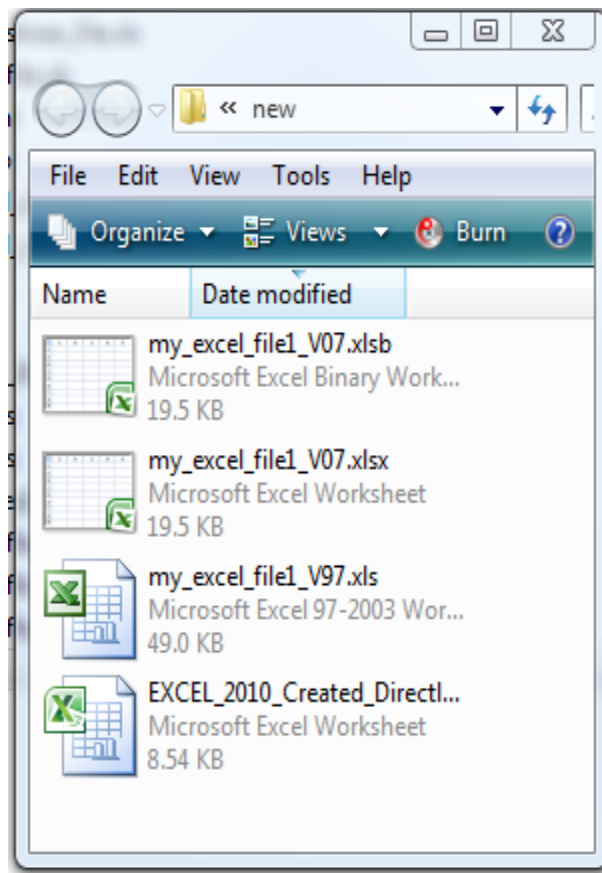 « new
File Edit View Tools Help
Organize Views Burn ?
Name Date modified
my_excel_file1_V07.xlsb
Microsoft Excel Binary Work...
19.5 KB
my_excel_file1_V07.xlsx
Microsoft Excel Worksheet
19.5 KB
my_excel_file1_V97.xls
Microsoft Excel 97-2003 Wor...
49.0 KB
EXCEL_2010_Created_Directl...
Microsoft Excel Worksheet
8.54 KB